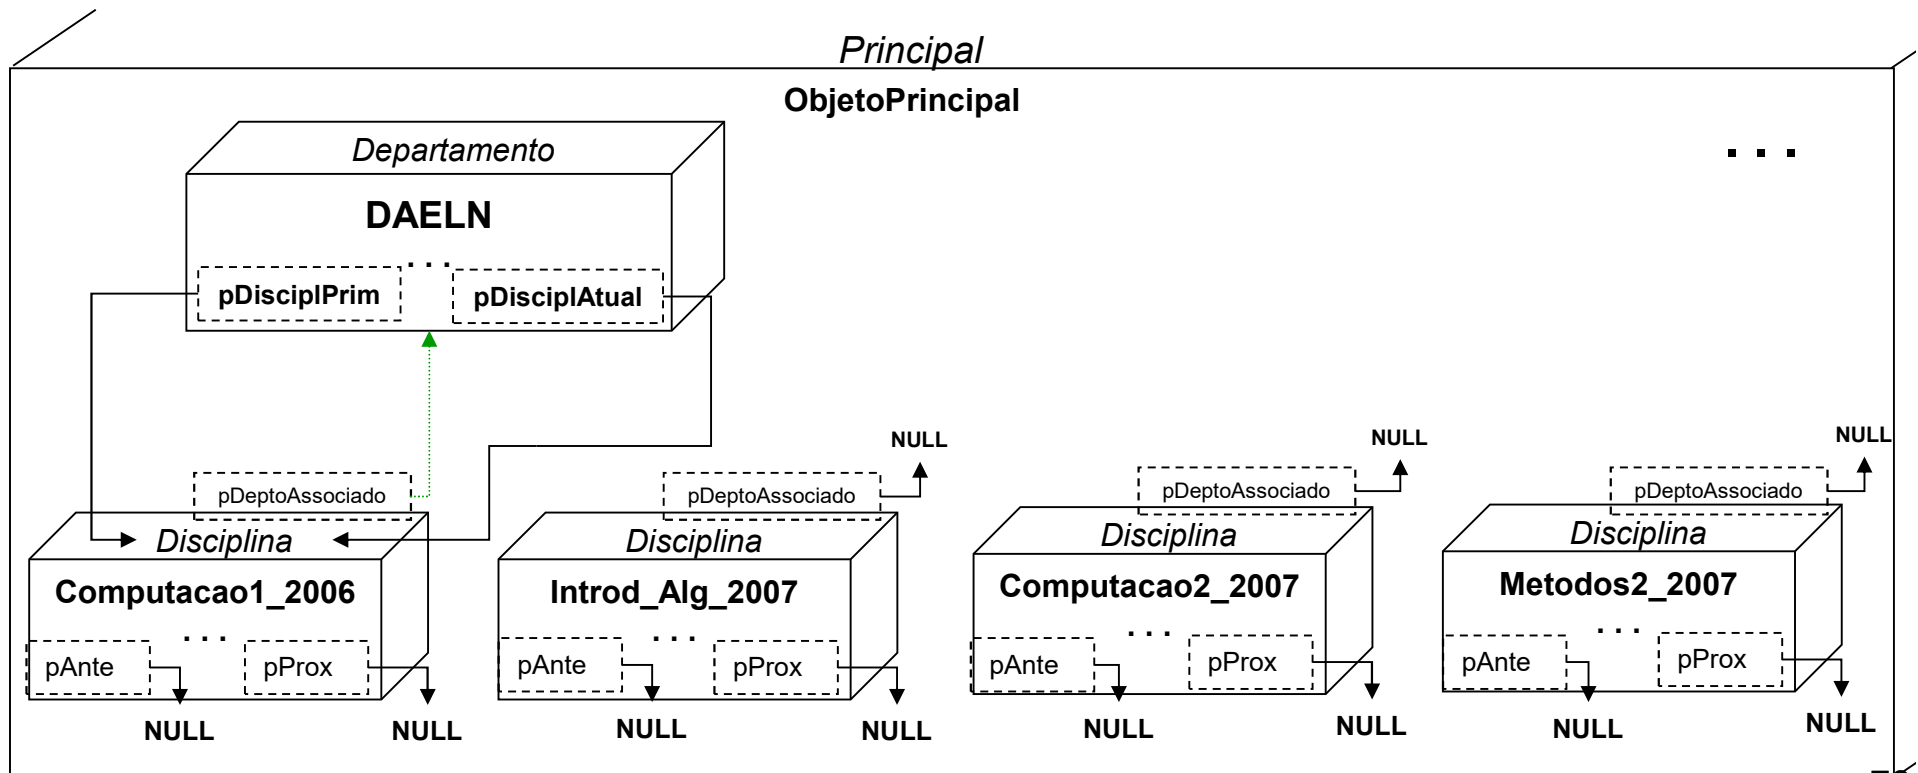 Principal
ObjetoPrincipal
Departamento
. . .
DAELN
. . .
pDisciplPrim
pDisciplAtual
NULL
NULL
NULL
pDeptoAssociado
pDeptoAssociado
pDeptoAssociado
pDeptoAssociado
Disciplina
Disciplina
Disciplina
Disciplina
Computacao1_2006
Introd_Alg_2007
Computacao2_2007
Metodos2_2007
. . .
. . .
. . .
. . .
pAnte
pProx
pAnte
pProx
pAnte
pProx
pAnte
pProx
NULL
NULL
NULL
NULL
NULL
NULL
NULL
NULL